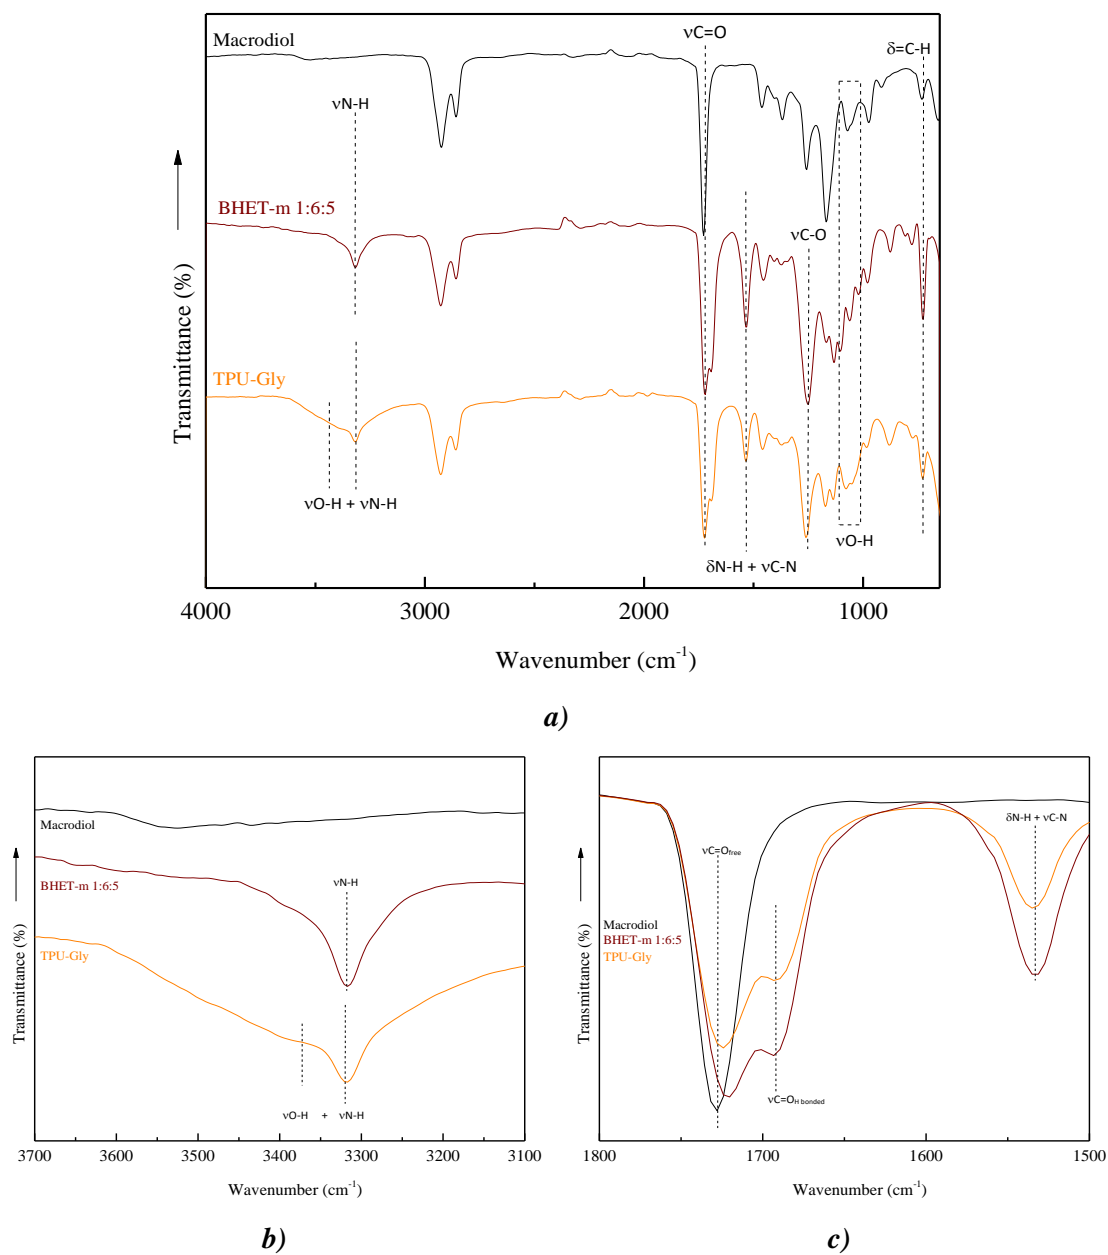 Macrodiol
νC=O
δ=C-H
νN-H
BHET-m 1:6:5
νC-O
TPU-Gly
νO-H + νN-H
νO-H
δN-H + νC-N
Transmittance (%)
4000 3000 2000 1000
Wavenumber (cm-1)
a)
Macrodiol
BHET-m 1:6:5
νN-H
TPU-Gly
νO-H + νN-H
Transmittance (%)
3700 3600 3500 3400 3300 3200 3100
Wavenumber (cm-1)
b)
δN-H + νC-N
νC=Ofree
Macrodiol
BHET-m 1:6:5
TPU-Gly
νC=OH bonded
Transmittance (%)
1800 1700 1600 1500
Wavenumber (cm-1)
c)